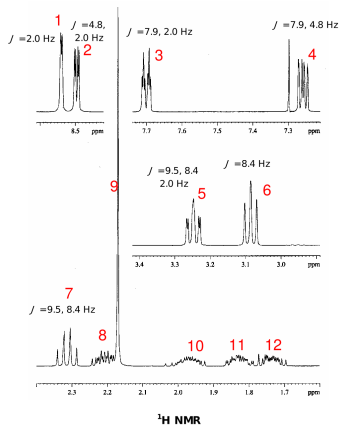 1
J = 2.0 Hz
J = 4.8,
2.0 Hz
2
J = 7.9, 2.0 Hz
3
J = 7.9, 4.8 Hz
4
8.5 ppm
7.7 7.6 7.5 7.4 7.3 ppm
9
J = 9.5, 8.4
2.0 Hz
5
J = 8.4 Hz
6
3.4 3.3 3.2 3.1 3.0 ppm
7
J = 9.5, 8.4 Hz
8
10
11
12
2.3 2.2 2.1 2.0 1.9 1.8 1.7 ppm
¹H NMR